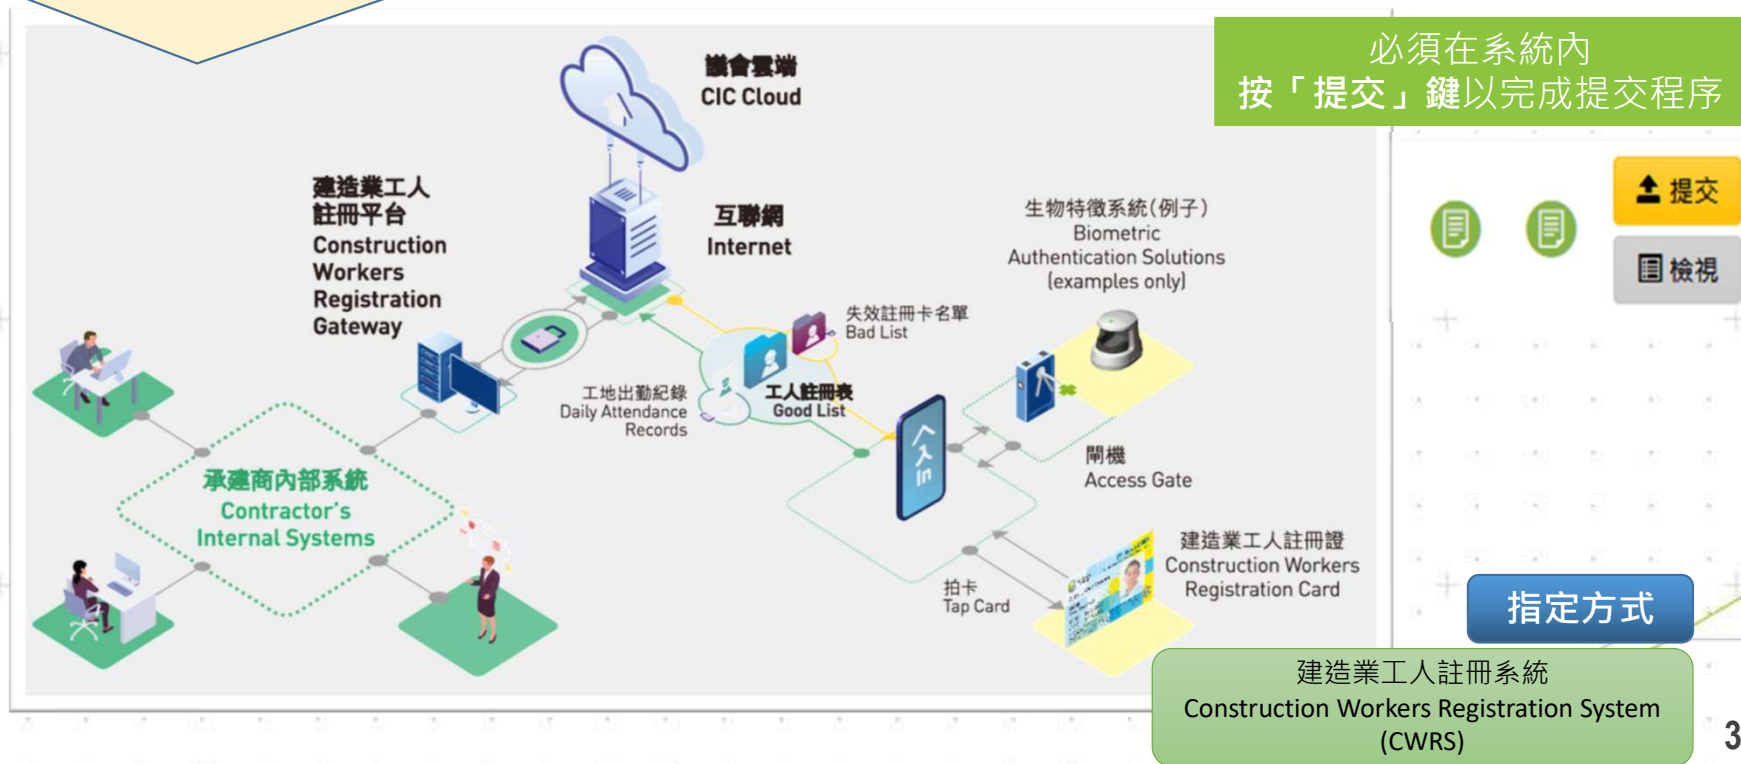 必須在系統內
按「提交」鍵以完成提交程序
議會雲端
CIC Cloud
建造業工人
註冊平台
Construction
Workers
Registration
Gateway
互聯網
Internet
生物特徵系統(例子)
Biometric
Authentication Solutions
(examples only)
提交
檢視
失效註冊卡名單
Bad List
工地出勤紀錄
Daily Attendance
Records
工人註冊表
Good List
入
In
閘機
Access Gate
承建商內部系統
Contractor's
Internal Systems
建造業工人註冊證
Construction Workers
Registration Card
拍卡
Tap Card
指定方式
建造業工人註冊系統
Construction Workers Registration System
(CWRS)
3